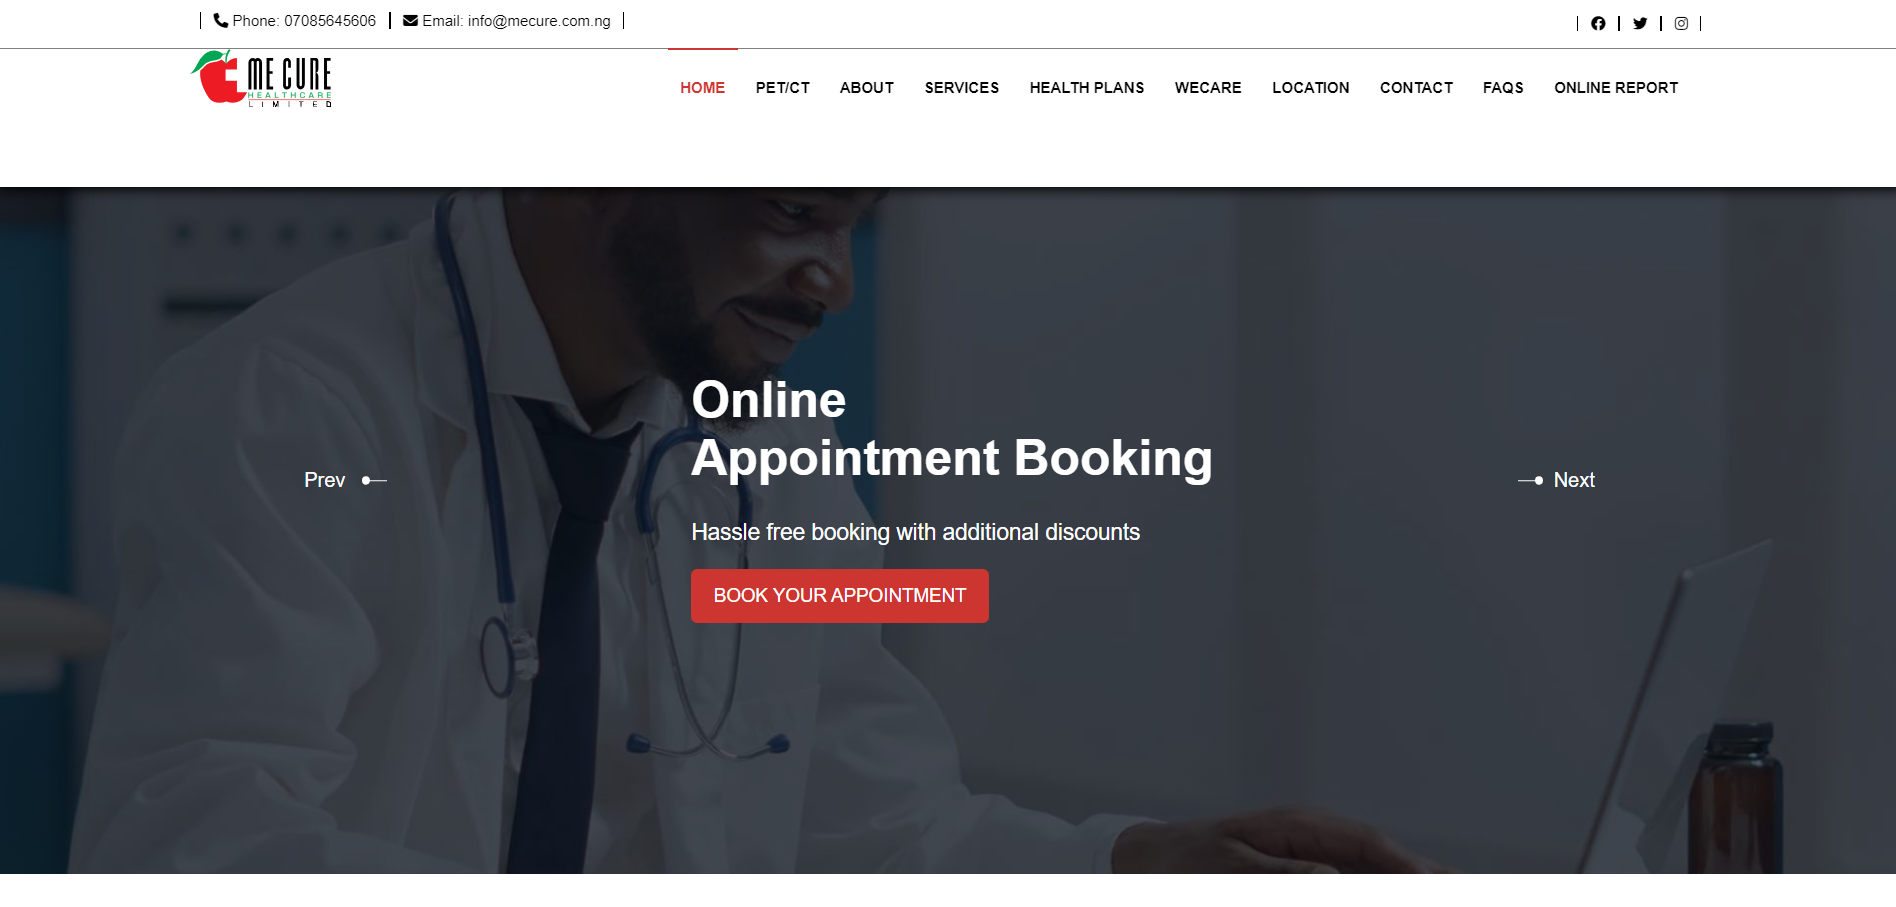 Phone: 07085645606
Email: info@mecure.com.ng
ME CURE
HEALTHCARE
LIMITED
HOME PET/CT ABOUT SERVICES HEALTH PLANS WECARE LOCATION CONTACT FAQS ONLINE REPORT
Online
Appointment Booking
Prev
Next
Hassle free booking with additional discounts
BOOK YOUR APPOINTMENT